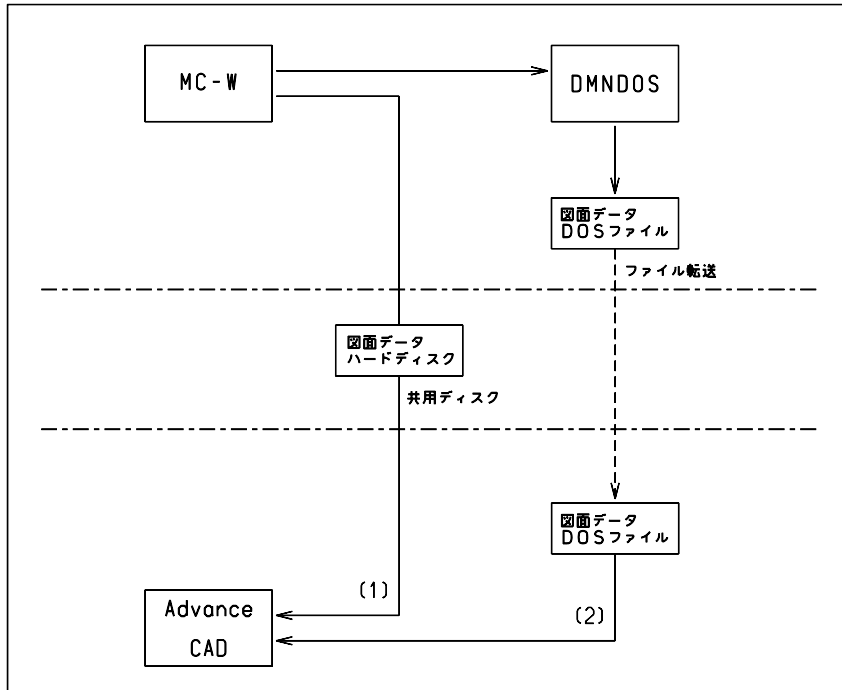 MC-W
DMNDOS
図面データ
DOSファイル
ファイル転送
図面データ
ハードディスク
共用ディスク
図面データ
DOSファイル
(1)
(2)
Advance
CAD